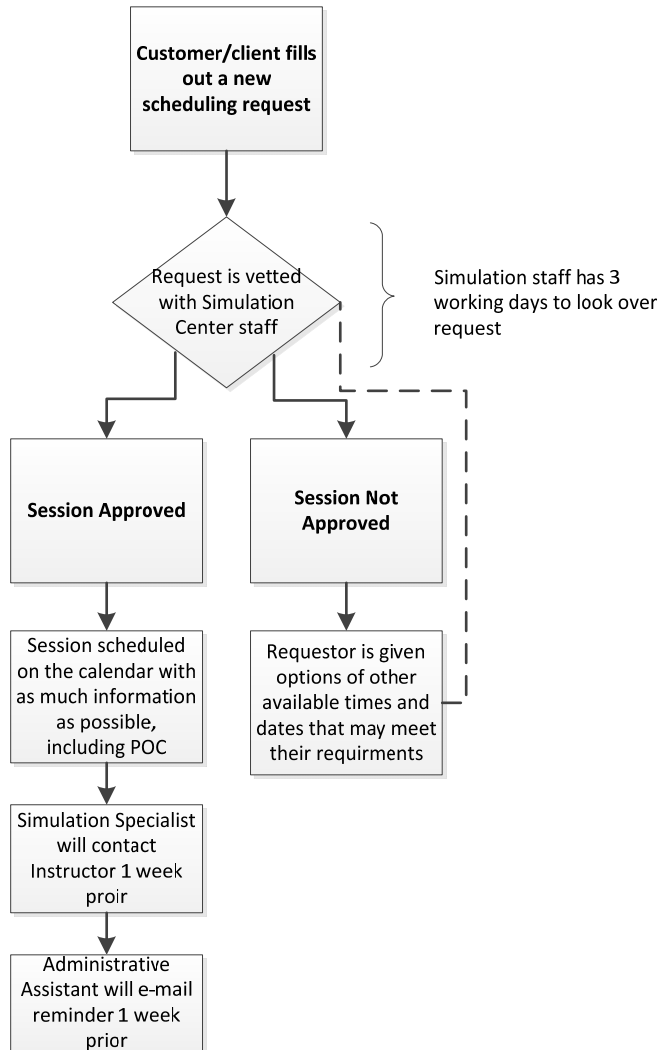 Customer/client fills
out a new
scheduling request
Request is vetted
with Simulation
Center staff
Simulation staff has 3
working days to look over
request
Session Approved
Session Not
Approved
Session scheduled
on the calendar with
as much information
as possible,
including POC
Requestor is given
options of other
available times and
dates that may meet
their requirments
Simulation Specialist
will contact
Instructor 1 week
proir
Administrative
Assistant will e-mail
reminder 1 week
prior